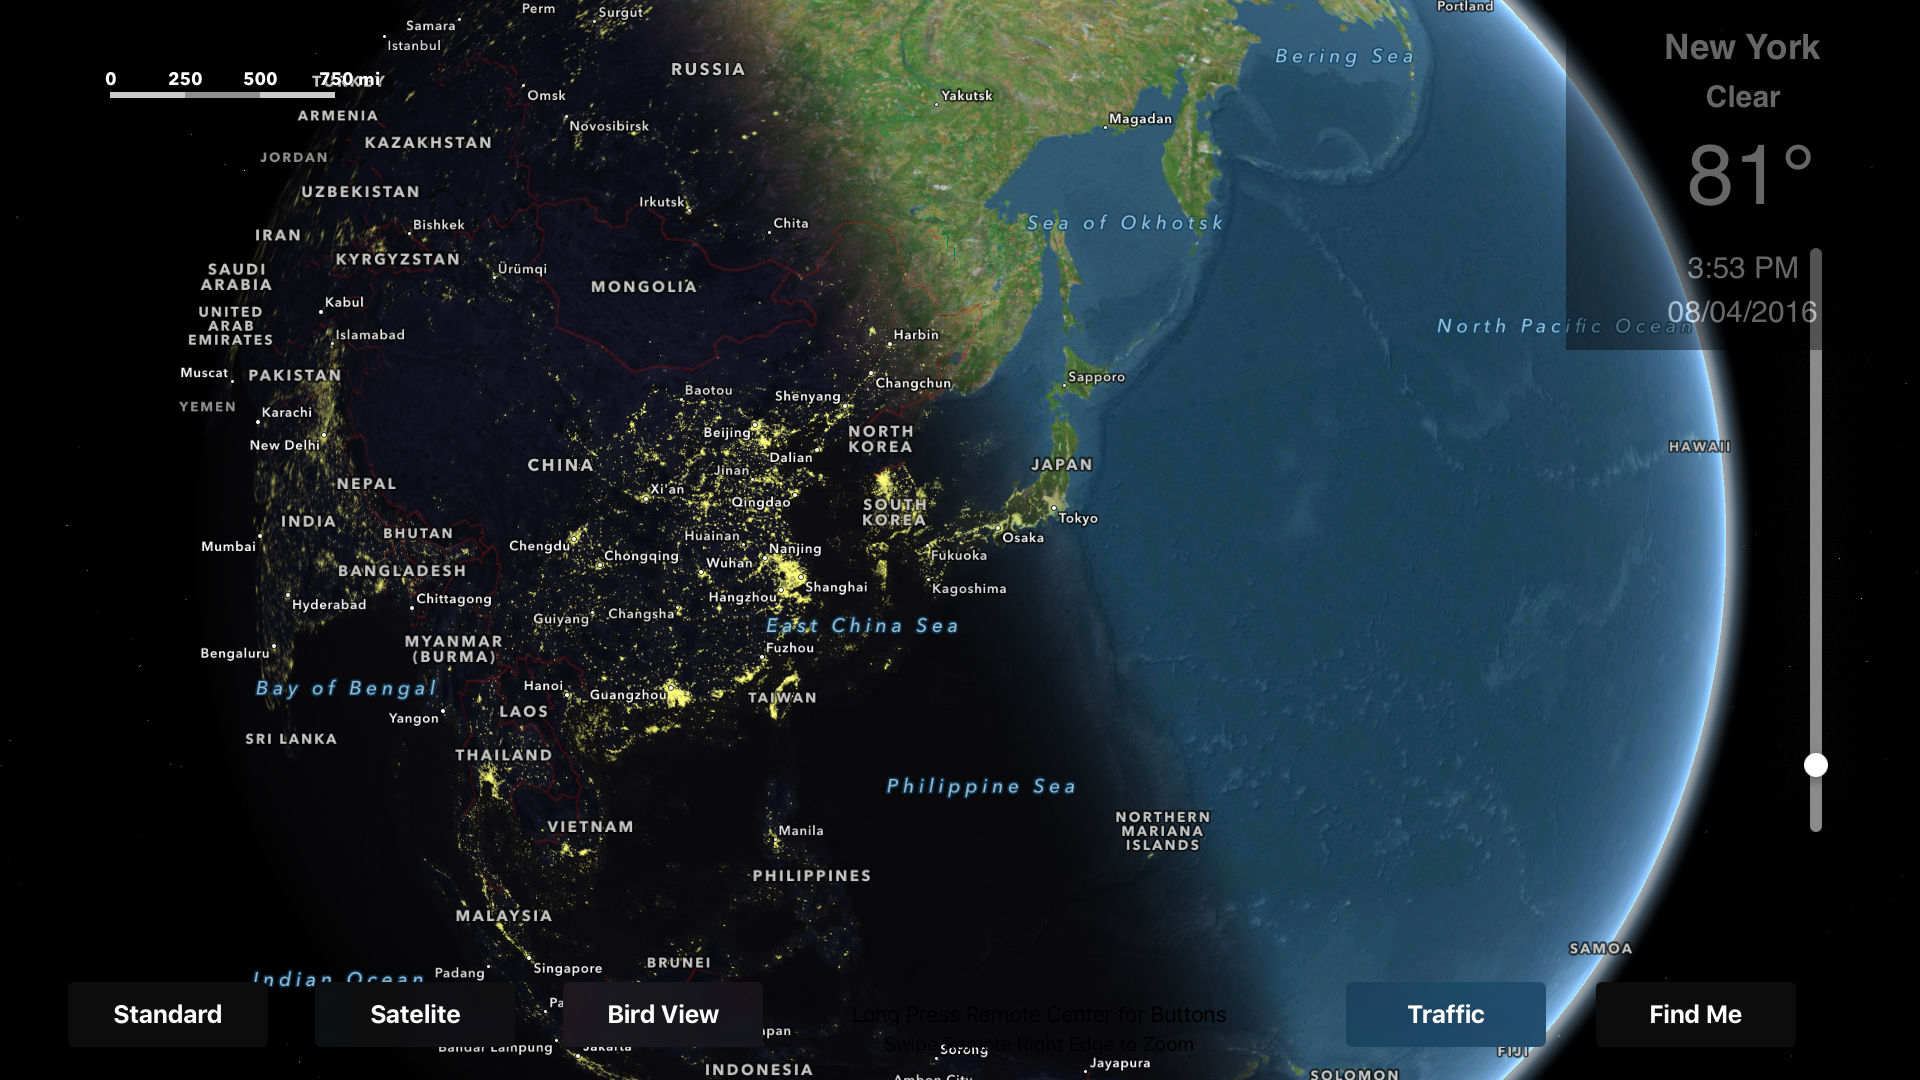 Perm
Surgut
Portland
Samara
Istanbul
New York
Bering Sea
RUSSIA
0 250 500 750 mi
TURKEY
Omsk
Yakutsk
Clear
ARMENIA
Novosibirsk
Magadan
KAZAKHSTAN
JORDAN
81°
UZBEKISTAN
Irkutsk
Chita
Sea of Okhotsk
Bishkek
IRAN
KYRGYZSTAN
Ürümqi
3:53 PM
SAUDI
ARABIA
MONGOLIA
Kabul
08/04/2016
UNITED
ARAB
EMIRATES
North Pacific Ocean
Islamabad
Harbin
Muscat
PAKISTAN
Sapporo
Changchun
Baotou
Shenyang
YEMEN
Karachi
Beijing
NORTH
KOREA
New Delhi
HAWAII
Dalian
CHINA
JAPAN
Jinan
NEPAL
Xi'an
Qingdao
SOUTH
KOREA
Tokyo
INDIA
BHUTAN
Huainan
Osaka
Mumbai
Chengdu
Nanjing
Chongqing
Fukuoka
Wuhan
BANGLADESH
Shanghai
Kagoshima
Hangzhou
Chittagong
Hyderabad
Guiyang
Changsha
East China Sea
MYANMAR
(BURMA)
Fuzhou
Bengaluru
Bay of Bengal
Hanoi
Guangzhou
TAIWAN
LAOS
Yangon
SRI LANKA
THAILAND
Philippine Sea
NORTHERN
MARIANA
ISLANDS
VIETNAM
Manila
PHILIPPINES
MALAYSIA
SAMOA
BRUNEI
Singapore
Padang
Indian Ocean
Pa
Standard
Satelite
Bird View
Long Press Remote Center for Buttons
Traffic
Find Me
apan
Swipe Remote Right Edge to Zoom
Bandar Lampung
Jakarta
Sorong
FIJI
Jayapura
INDONESIA
Ambon City
SOLOMON